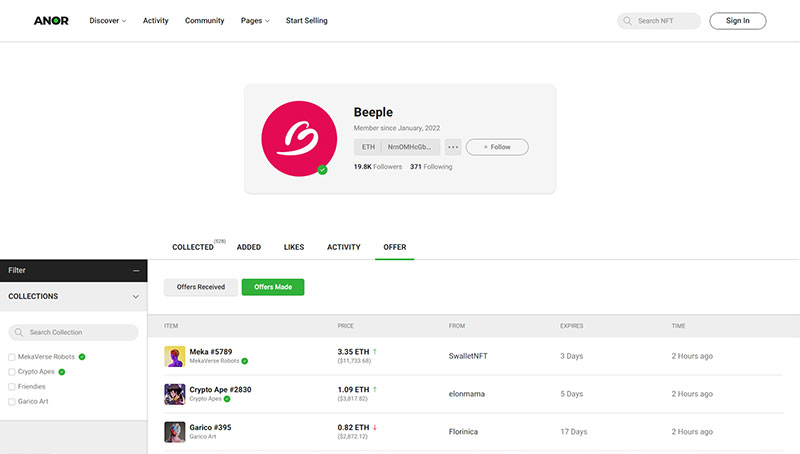 ANOR Discover Activity Community Pages Start Selling Search NFT Sign In
Beeple
Member since January, 2022
ETH NrnOMHcGb... ••• + Follow
19.8K Followers 371 Following
COLLECTED (528) ADDED LIKES ACTIVITY OFFER
Filter
Offers Received Offers Made
COLLECTIONS
ITEM PRICE FROM EXPIRES TIME
Search Collection
MekaVerse Robots
Crypto Apes
Friendies
Garico Art
Meka #5789 3.35 ETH ↑ SwalletNFT 3 Days 2 Hours ago
MekaVerse Robots ($11,733.68)
Crypto Ape #2830 1.09 ETH ↑ elonmama 5 Days 2 Hours ago
Crypto Apes ($3,817.82)
Garico #395 0.82 ETH ↓ Florinica 17 Days 2 Hours ago
Garico Art ($2,872.12)